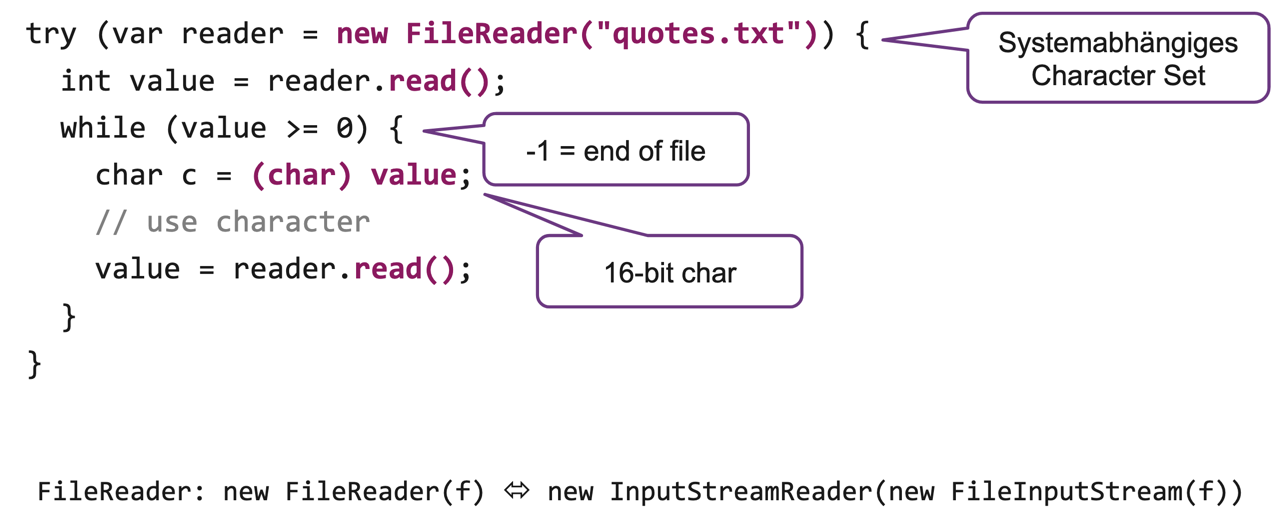 try (var reader = new FileReader("quotes.txt")) {
Systemabhängiges
Character Set
int value = reader.read();
while (value >= 0) {
-1 = end of file
char c = (char) value;
// use character
16-bit char
value = reader.read();
}
}
FileReader: new FileReader(f) ⬄ new InputStreamReader(new FileInputStream(f))